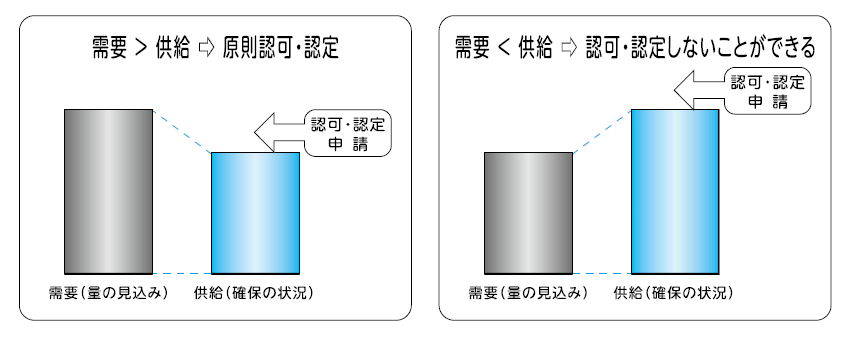 需要 > 供給 ⇨ 原則認可・認定
認可・認定
申 請
需要(量の見込み)
供給(確保の状況)
需要 < 供給 ⇨ 認可・認定しないことができる
認可・認定
申 請
需要(量の見込み)
供給(確保の状況)